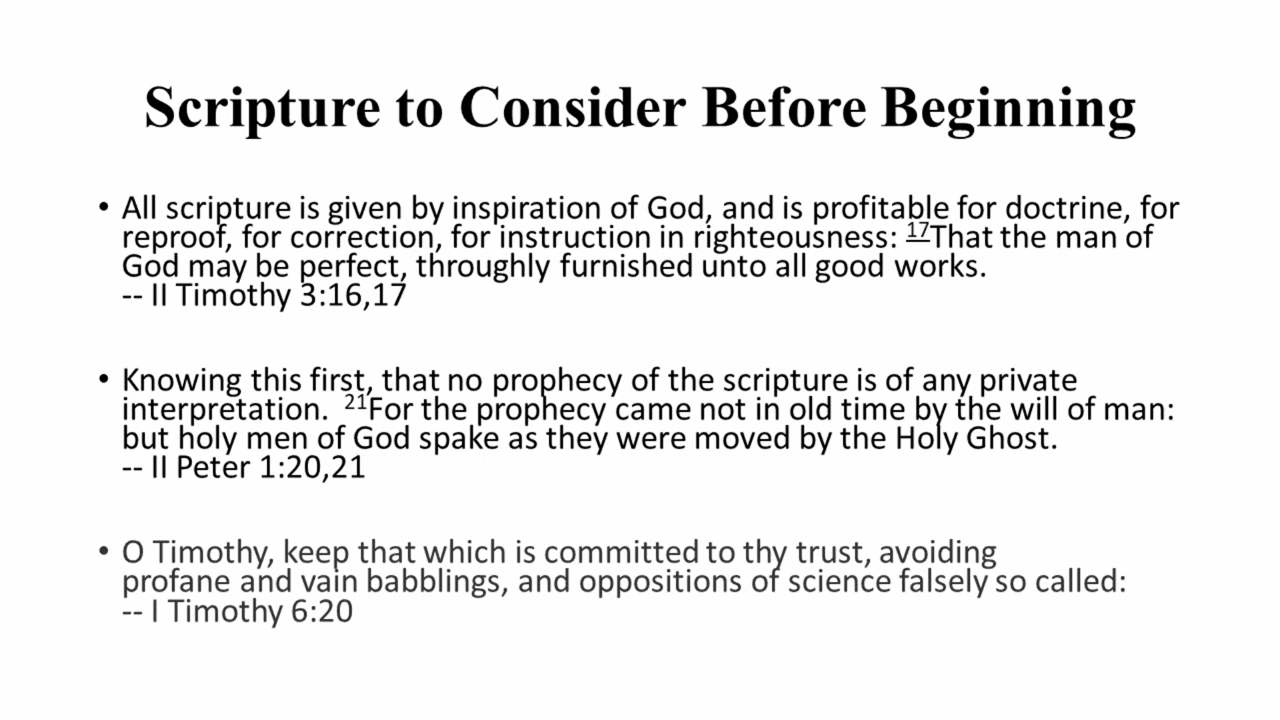 Scripture to Consider Before Beginning
• All scripture is given by inspiration of God, and is profitable for doctrine, for
reproof, for correction, for instruction in righteousness: 17That the man of
God may be perfect, throughly furnished unto all good works.
-- II Timothy 3:16,17
• Knowing this first, that no prophecy of the scripture is of any private
interpretation. 21For the prophecy came not in old time by the will of man:
but holy men of God spake as they were moved by the Holy Ghost.
-- II Peter 1:20,21
• O Timothy, keep that which is committed to thy trust, avoiding
profane and vain babblings, and oppositions of science falsely so called:
-- I Timothy 6:20